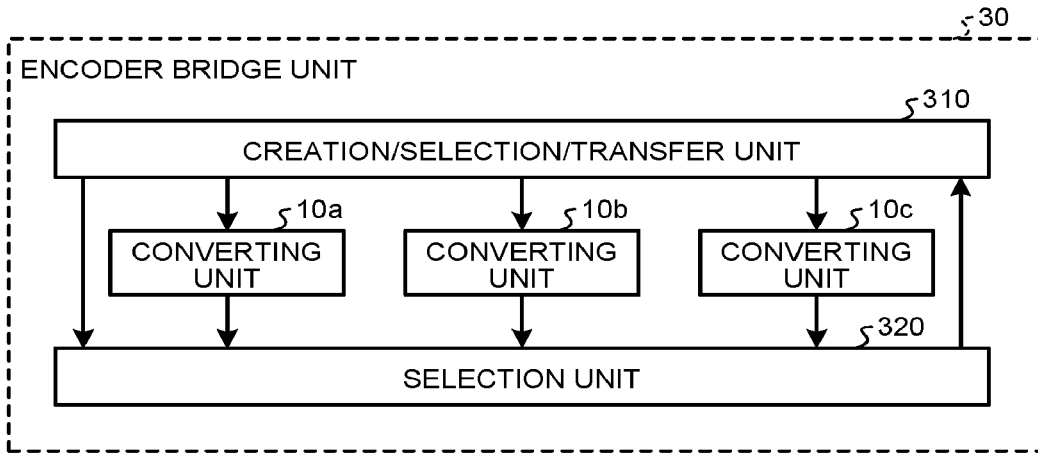 30
ENCODER BRIDGE UNIT
310
CREATION/SELECTION/TRANSFER UNIT
10a
10b
10c
CONVERTING
UNIT
CONVERTING
UNIT
CONVERTING
UNIT
320
SELECTION UNIT